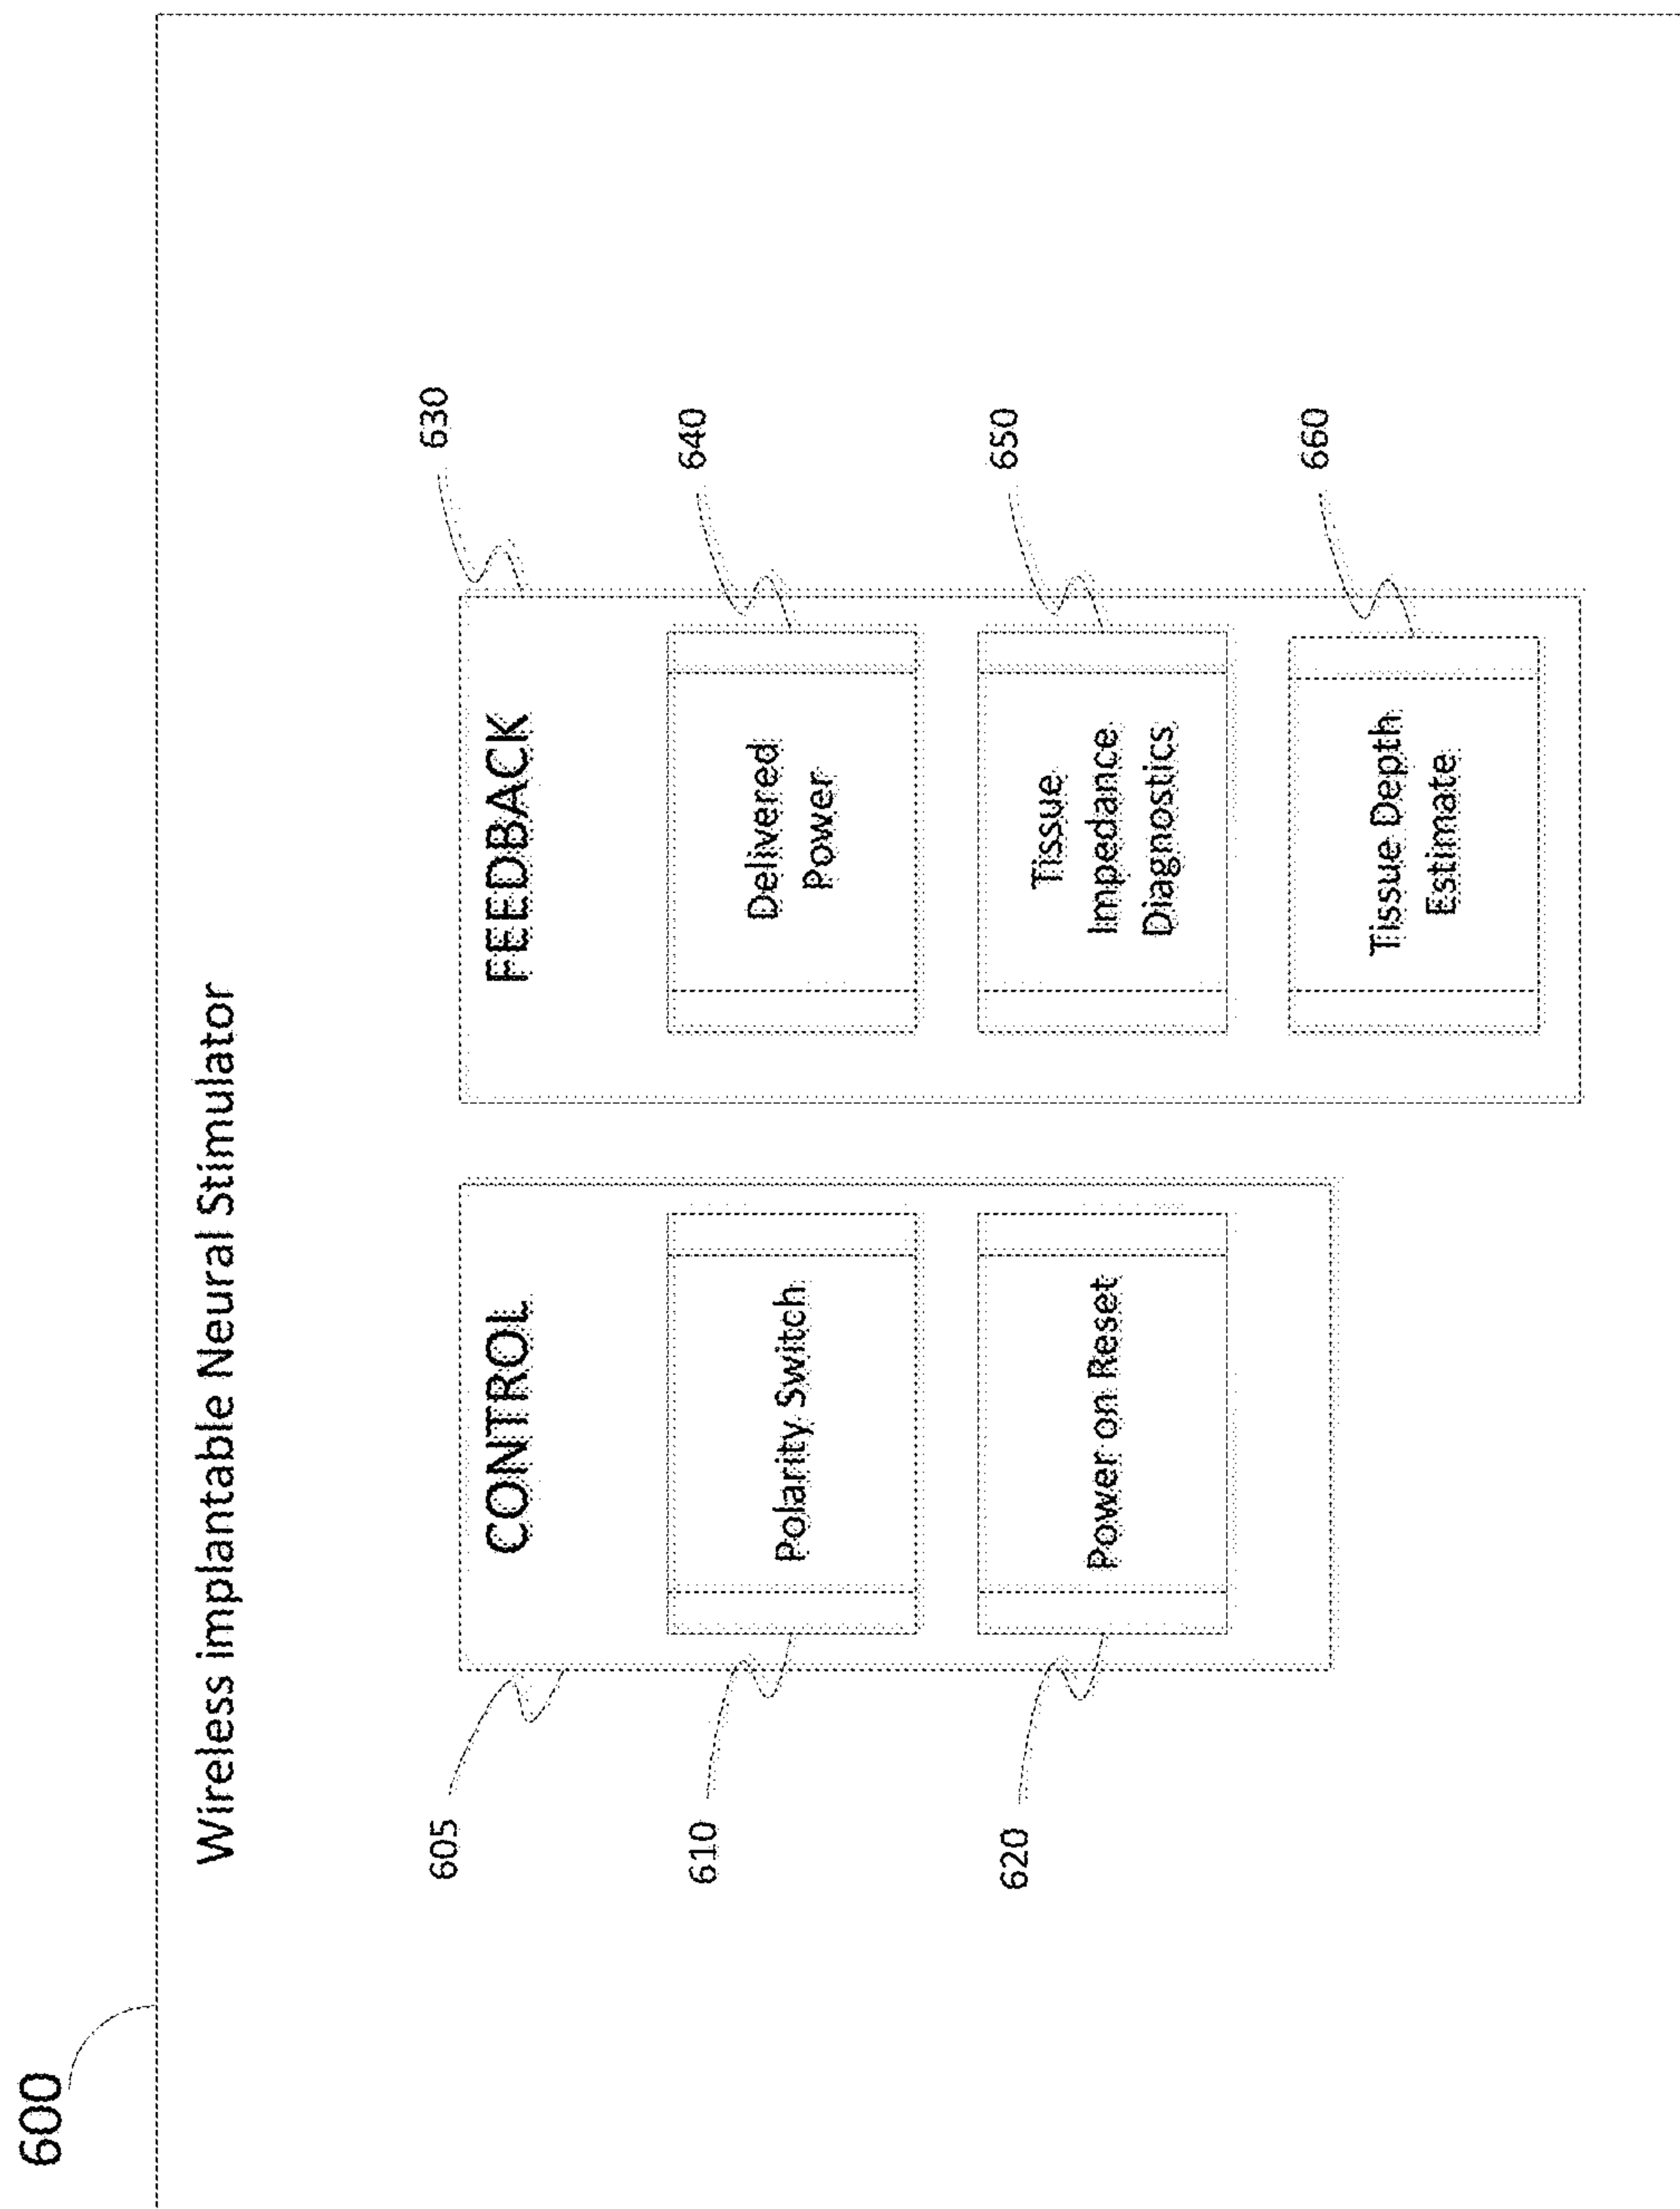 600
Wireless implantable Neural Stimulator
605
CONTROL
610
Polarity Switch
620
Power on Reset
630
FEEDBACK
640
Delivered
Power
650
Tissue
Impedance
Diagnostics
660
Tissue Depth
Estimate